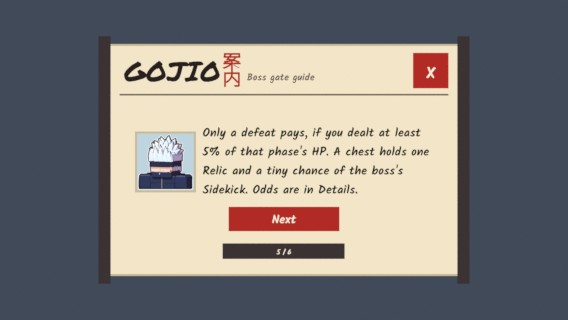 GOJIO 案内 Boss gate guide
X
Only a defeat pays, if you dealt at least
5% of that phase's HP. A chest holds one
Relic and a tiny chance of the boss's
Sidekick. Odds are in Details.
Next
5/6